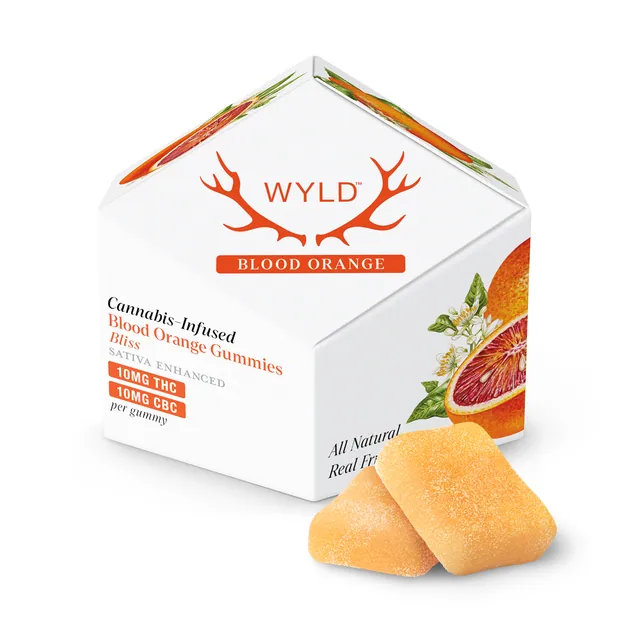 WYLD™
BLOOD ORANGE
Cannabis-Infused
Blood Orange Gummies
Bliss
SATIVA ENHANCED
10MG THC
10MG CBC
per gummy
All Natural
Real